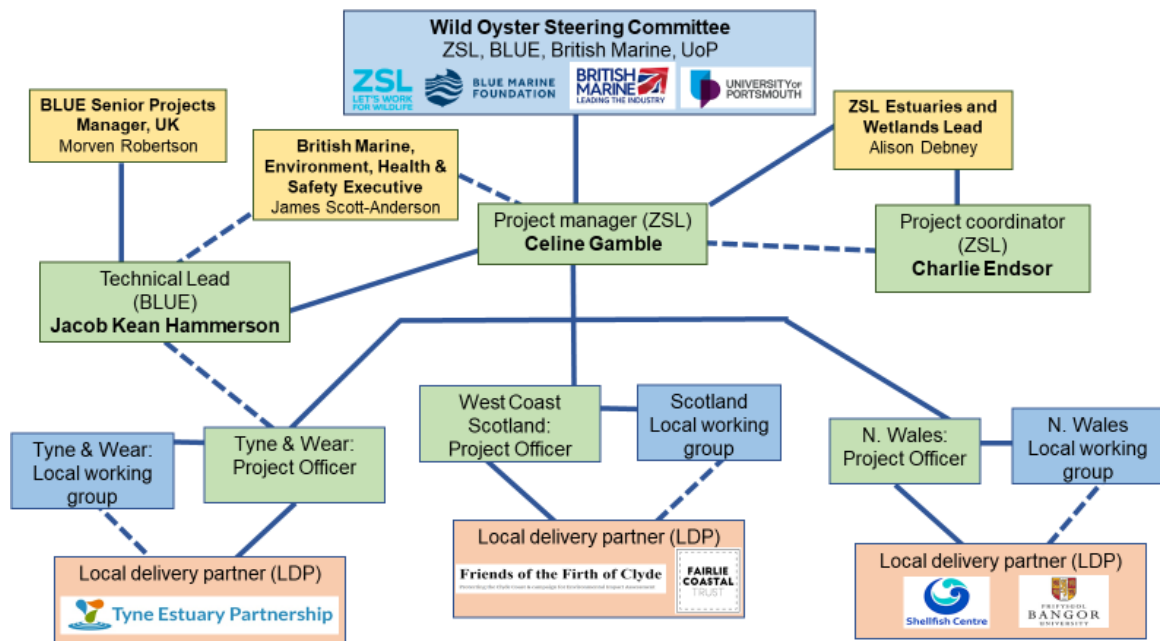 Wild Oyster Steering Committee
ZSL, BLUE, British Marine, UoP
ZSL
LET'S WORK
FOR WILDLIFE
BLUE MARINE
FOUNDATION
BRITISH
MARINE
LEADING THE INDUSTRY
UNIVERSITY OF
PORTSMOUTH
BLUE Senior Projects
Manager, UK
Morven Robertson
British Marine,
Environment, Health &
Safety Executive
James Scott-Anderson
ZSL Estuaries and
Wetlands Lead
Alison Debney
Project manager (ZSL)
Celine Gamble
Project coordinator
(ZSL)
Charlie Endsor
Technical Lead
(BLUE)
Jacob Kean Hammerson
Tyne & Wear:
Local working
group
Tyne & Wear:
Project Officer
West Coast
Scotland:
Project Officer
Scotland
Local working
group
N. Wales:
Project Officer
N. Wales
Local working
group
Local delivery partner (LDP)
Tyne Estuary Partnership
Local delivery partner (LDP)
Friends of the Firth of Clyde
FAIRLIE
COASTAL
TRUST
Local delivery partner (LDP)
Shellfish Centre
PRIFYSGOL
BANGOR
UNIVERSITY